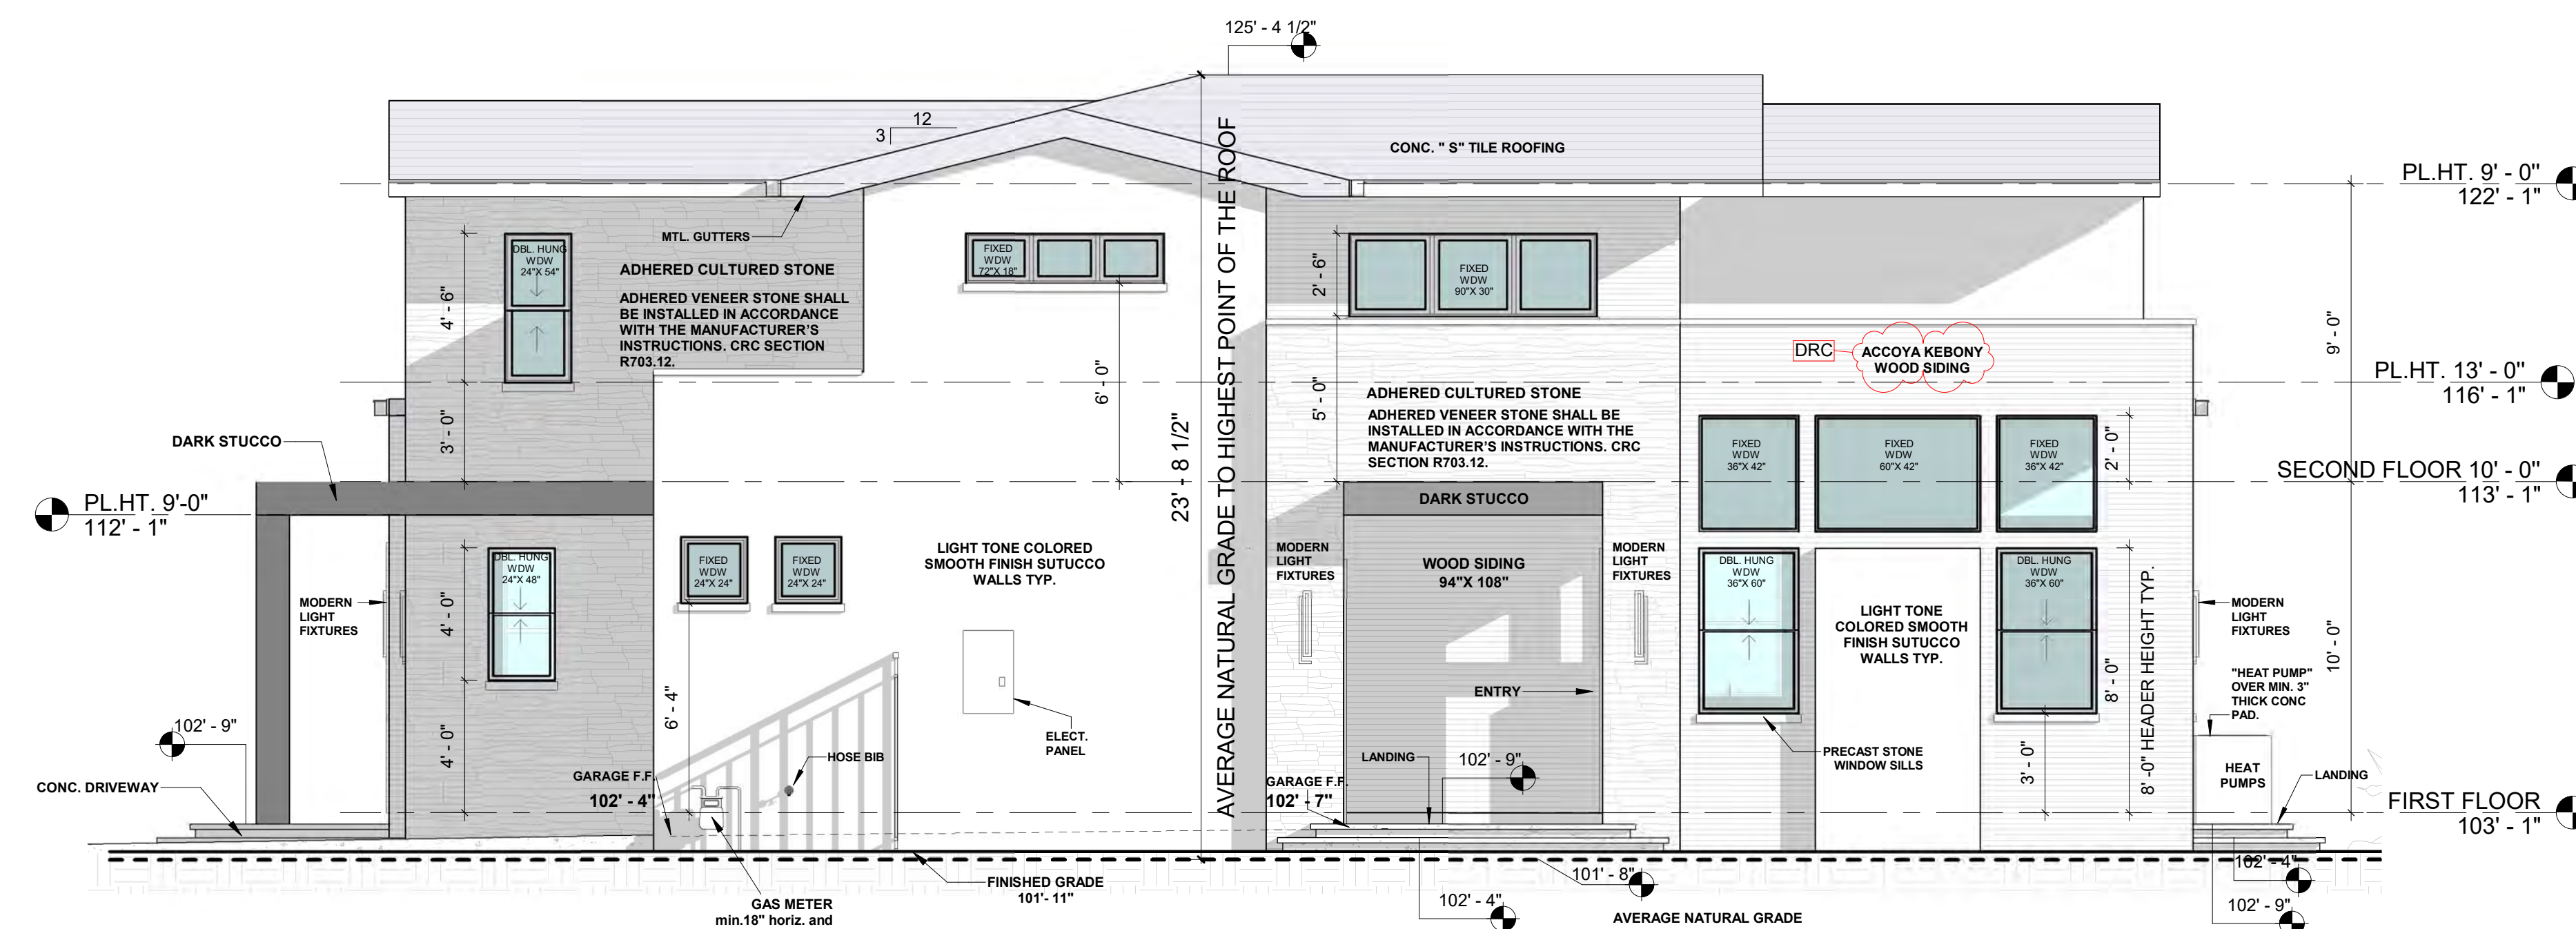 125' - 4 1/2"
12
3
CONC. " S" TILE ROOFING
PL.HT. 9' - 0"
122' - 1"
MTL. GUTTERS
DBL. HUNG
WDW
24"X 54"
ADHERED CULTURED STONE
ADHERED VENEER STONE SHALL
BE INSTALLED IN ACCORDANCE
WITH THE MANUFACTURER'S
INSTRUCTIONS. CRC SECTION
R703.12.
4' - 6"
3' - 0"
FIXED
WDW
72"X 18"
6' - 0"
AVERAGE NATURAL GRADE TO HIGHEST POINT OF THE ROOF
23' - 8 1/2"
2' - 6"
5' - 0"
FIXED
WDW
90"X 30"
ADHERED CULTURED STONE
ADHERED VENEER STONE SHALL BE
INSTALLED IN ACCORDANCE WITH THE
MANUFACTURER'S INSTRUCTIONS. CRC
SECTION R703.12.
DRC
ACCOYA KEBONY
WOOD SIDING
9' - 0"
PL.HT. 13' - 0"
116' - 1"
DARK STUCCO
PL.HT. 9'-0"
112' - 1"
DARK STUCCO
FIXED
WDW
36"X 42"
FIXED
WDW
60"X 42"
FIXED
WDW
36"X 42"
2' - 0"
SECOND FLOOR 10' - 0"
113' - 1"
DBL. HUNG
WDW
24"X 48"
4' - 0"
4' - 0"
MODERN
LIGHT
FIXTURES
FIXED
WDW
24"X 24"
FIXED
WDW
24"X 24"
LIGHT TONE COLORED
SMOOTH FINISH SUTUCCO
WALLS TYP.
MODERN
LIGHT
FIXTURES
WOOD SIDING
94"X 108"
MODERN
LIGHT
FIXTURES
DBL. HUNG
WDW
36"X 60"
LIGHT TONE
COLORED SMOOTH
FINISH SUTUCCO
WALLS TYP.
DBL. HUNG
WDW
36"X 60"
8' - 0"
8' -0" HEADER HEIGHT TYP.
MODERN
LIGHT
FIXTURES
10' - 0"
6' - 4"
ELECT.
PANEL
ENTRY
"HEAT PUMP"
OVER MIN. 3"
THICK CONC
PAD.
102' - 9"
CONC. DRIVEWAY
GARAGE F.F.
102' - 4"
HOSE BIB
GARAGE F.F.
102' - 7"
LANDING
102' - 9"
PRECAST STONE
WINDOW SILLS
3' - 0"
HEAT
PUMPS
LANDING
FIRST FLOOR
103' - 1"
FINISHED GRADE
101'- 11"
GAS METER
min.18" horiz. and
101' - 8"
102' - 4"
AVERAGE NATURAL GRADE
102' - 4"
102' - 9"